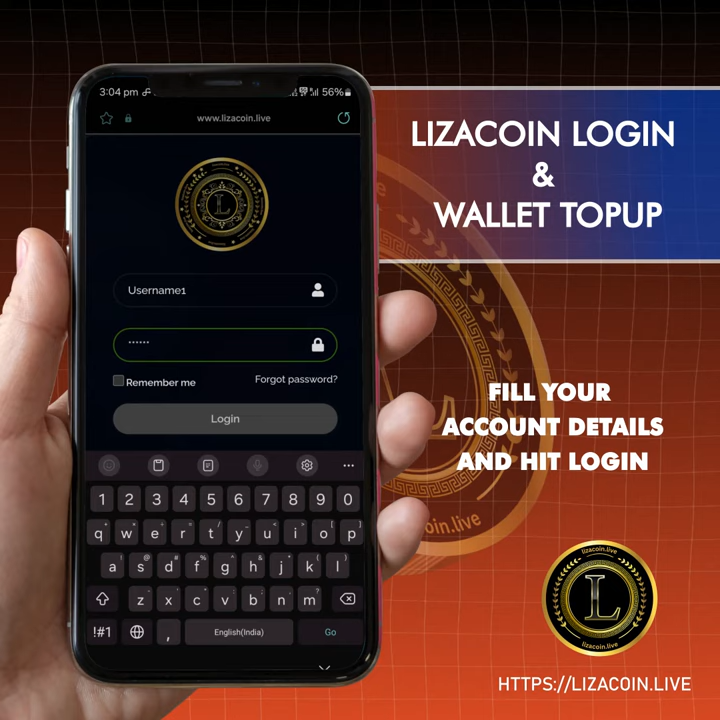 3:04 pm
56%
www.lizacoin.live
L
Username1
••••••
Remember me
Forgot password?
Login
1 2 3 4 5 6 7 8 9 0
q w e r t y u i o p
a s d f g h j k l
z x c v b n m
!#1 , English(India) Go
LIZACOIN LOGIN
&
WALLET TOPUP
FILL YOUR
ACCOUNT DETAILS
AND HIT LOGIN
coin.live
lizacoin.live
L
lizacoin.live
HTTPS://LIZACOIN.LIVE